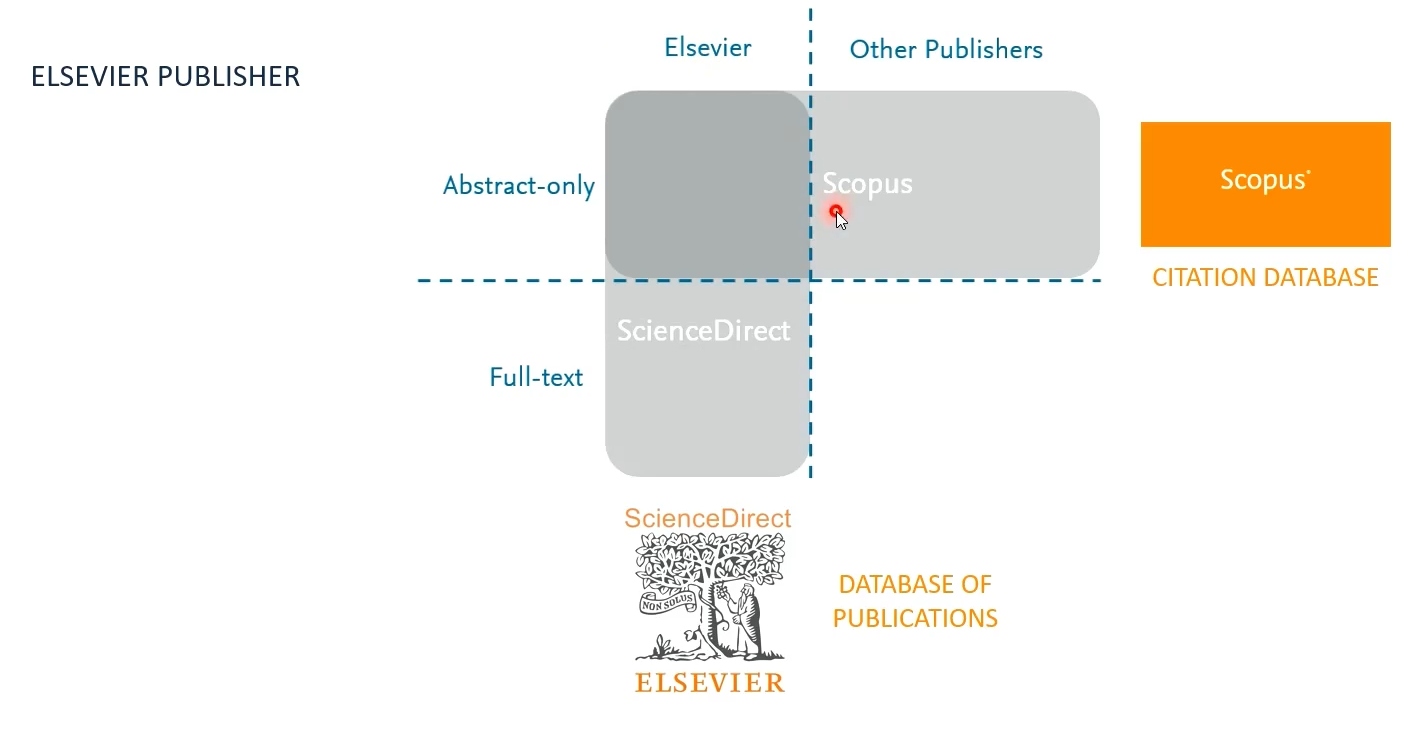 ELSEVIER PUBLISHER
Elsevier
Other Publishers
Abstract-only
Scopus
Scopus*
CITATION DATABASE
ScienceDirect
Full-text
ScienceDirect
NON SOLUS
DATABASE OF
PUBLICATIONS
ELSEVIER